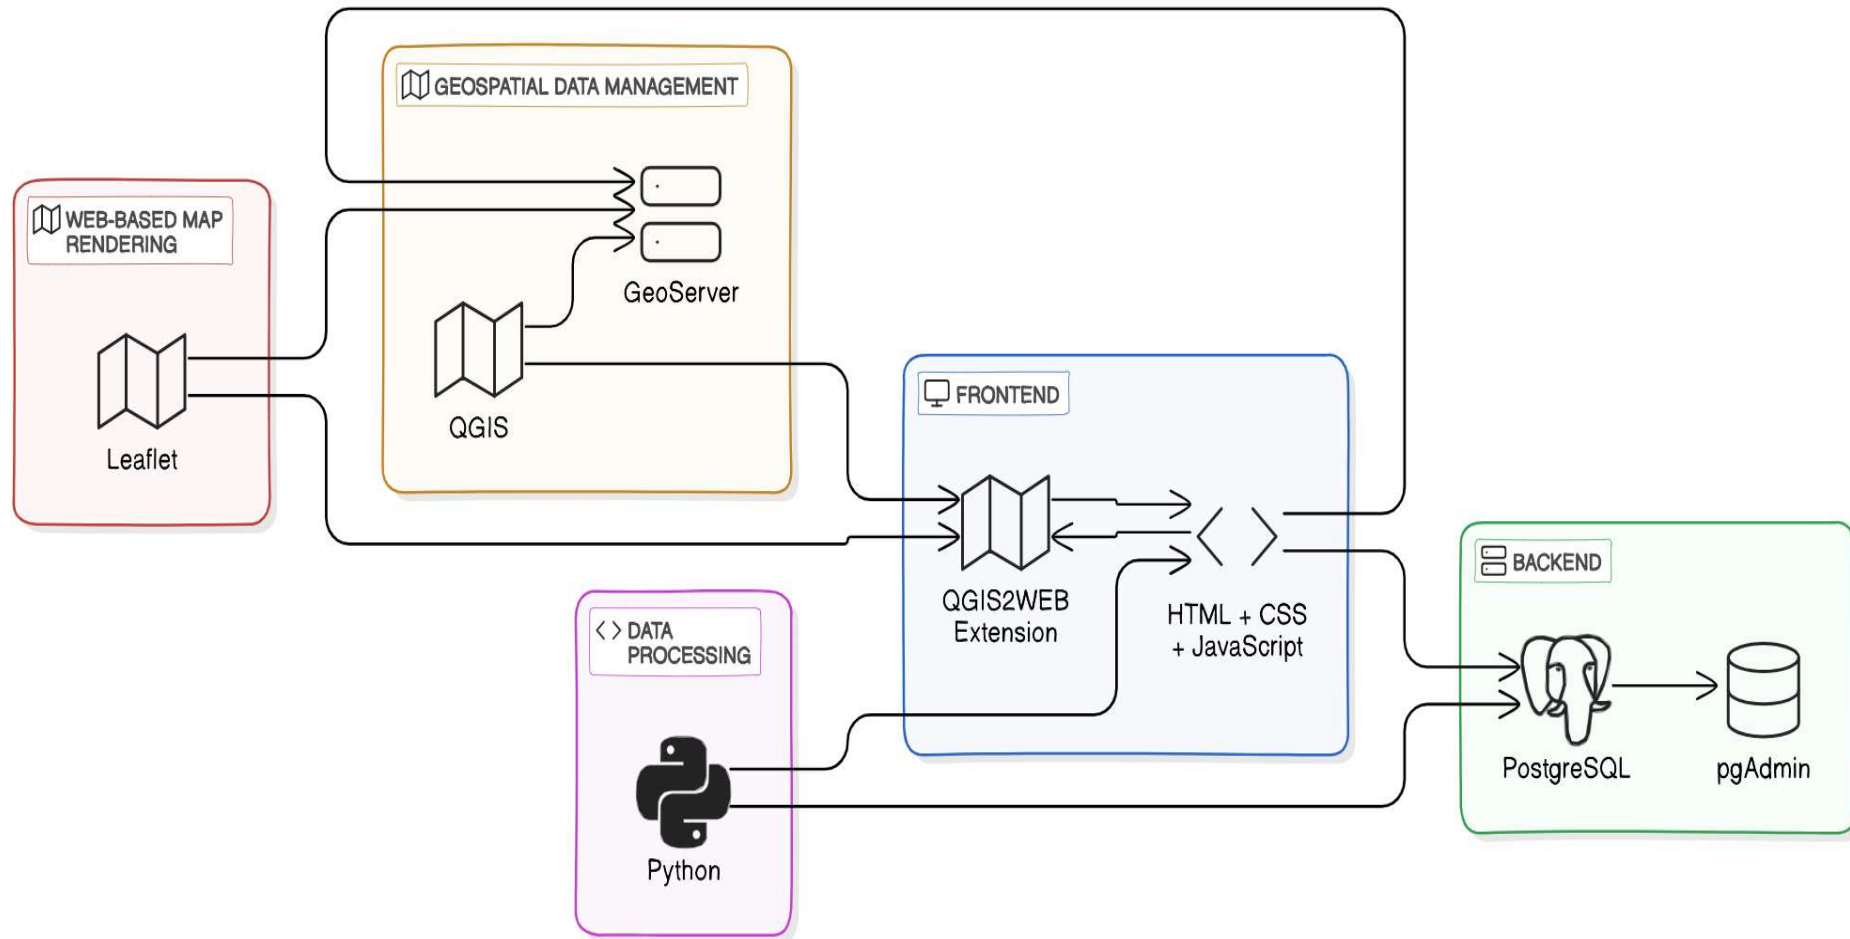 GEOSPATIAL DATA MANAGEMENT
GeoServer
QGIS
WEB-BASED MAP
RENDERING
Leaflet
FRONTEND
QGIS2WEB
Extension
HTML + CSS
+ JavaScript
DATA
PROCESSING
Python
BACKEND
PostgreSQL
pgAdmin